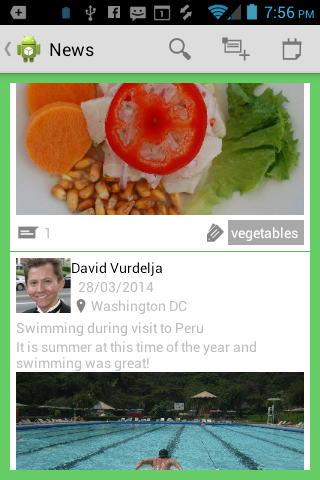 7:56 PM
News
1
vegetables
David Vurdelja
28/03/2014
Washington DC
Swimming during visit to Peru
It is summer at this time of the year and
swimming was great!